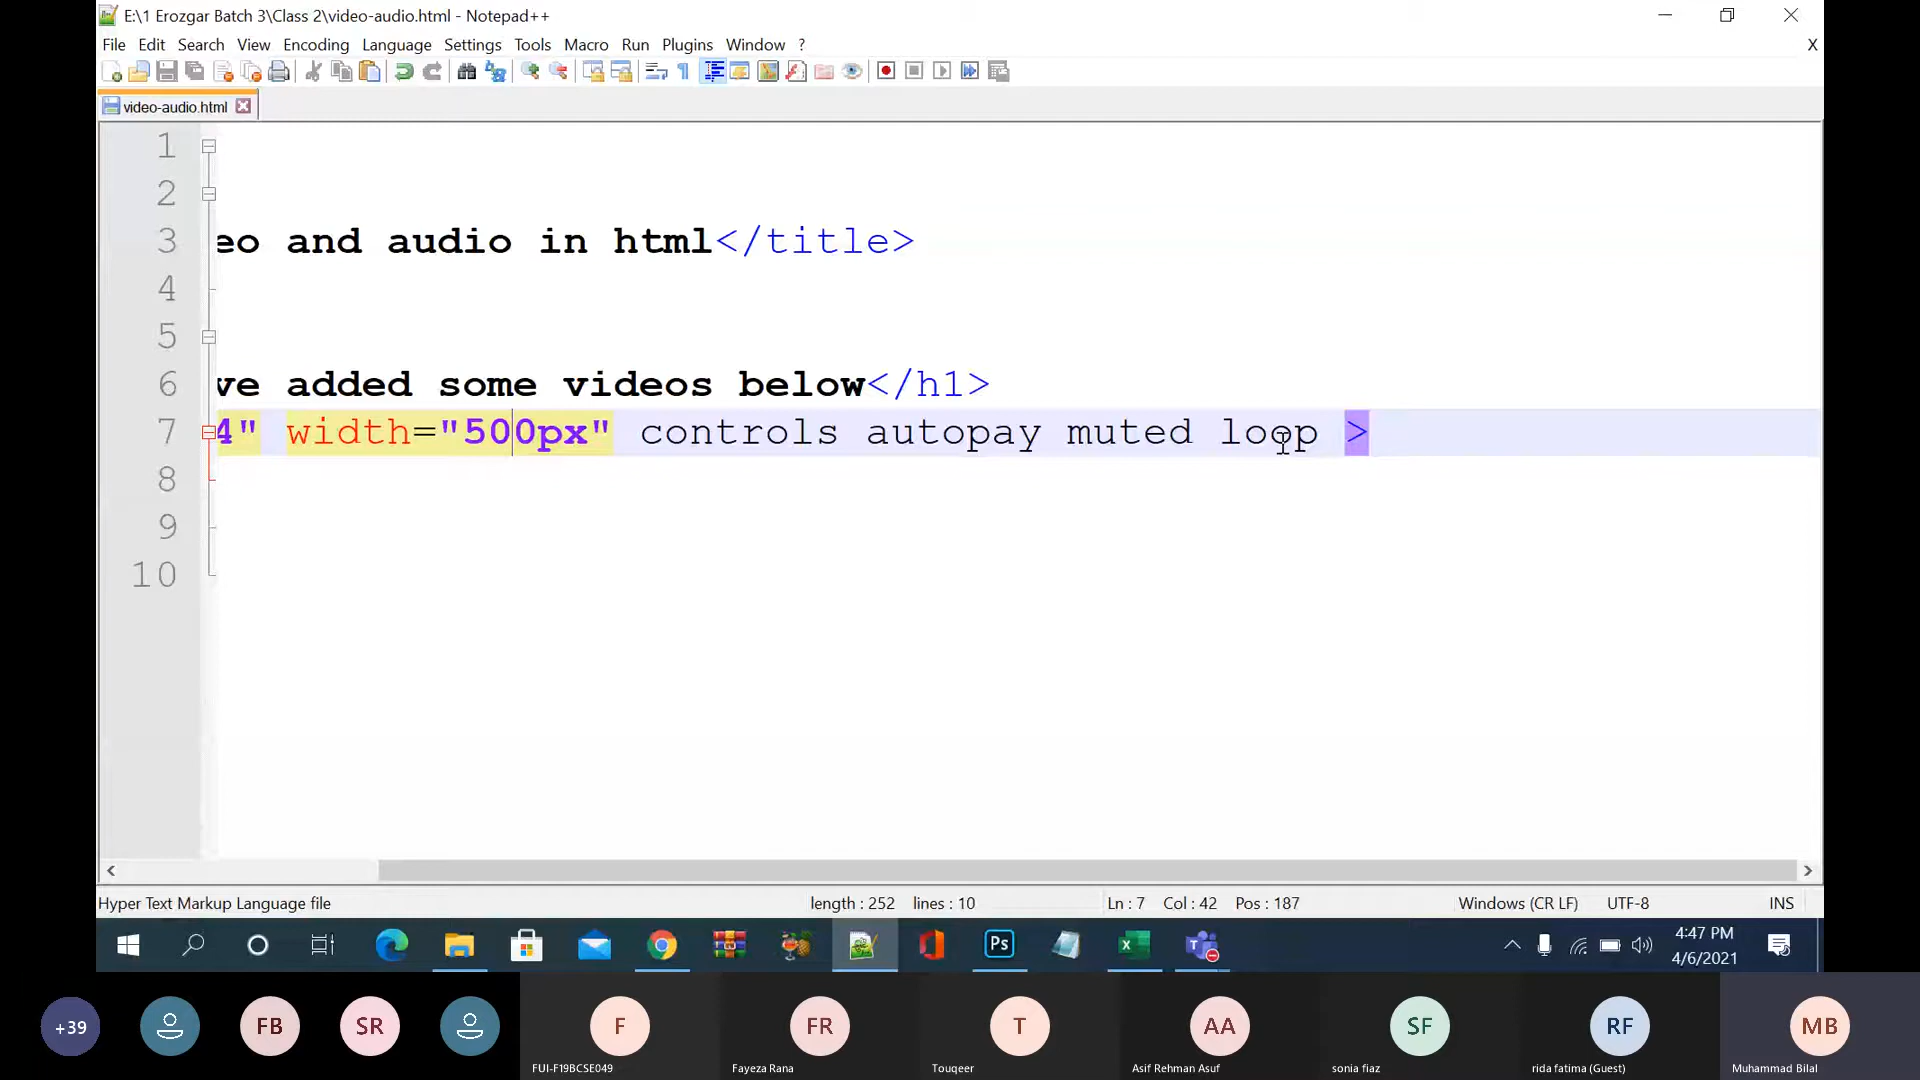 E:\1 Erozgar Batch 3\Class 2\video-audio.html - Notepad++
File Edit Search View Encoding Language Settings Tools Macro Run Plugins Window ? X
video-audio.html
1
2
3 eo and audio in html</title>
4
5
6 ve added some videos below</h1>
7 4" width="500px" controls autopay muted loop >
8
9
10
Hyper Text Markup Language file length : 252 lines : 10 Ln : 7 Col : 42 Pos : 187 Windows (CR LF) UTF-8 INS
4:47 PM
4/6/2021
+39 FB SR F FR T AA SF RF MB
FUI-F19BCSE049 Fayeza Rana Touqeer Asif Rehman Asuf sonia fiaz rida fatima (Guest) Muhammad Bilal